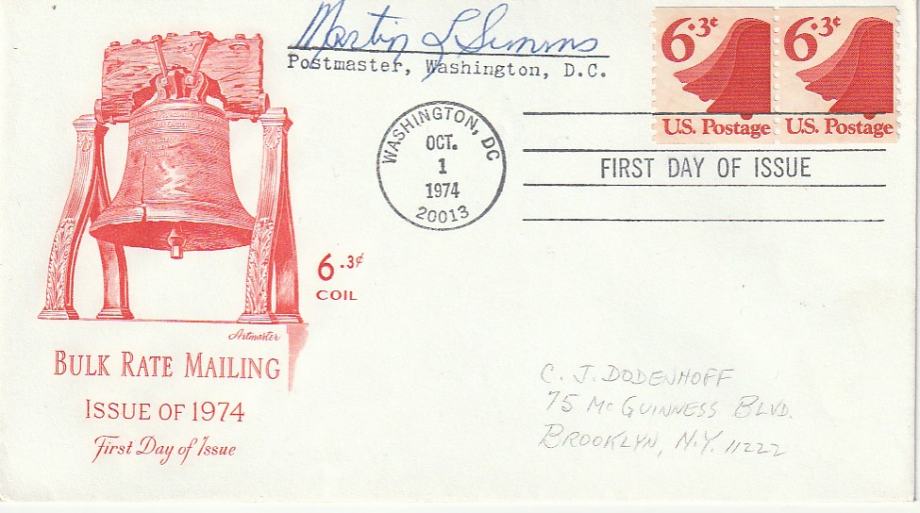 Martin L Simms
Postmaster, Washington, D.C.
6.3¢
U.S. Postage
6.3¢
U.S. Postage
WASHINGTON, DC
OCT.
1
1974
20013
FIRST DAY OF ISSUE
6.3¢
COIL
Artmaster
BULK RATE MAILING
ISSUE OF 1974
First Day of Issue
C. J. DODENHOFF
75 McGUINNESS BLVD.
BROOKLYN, N.Y. 11222